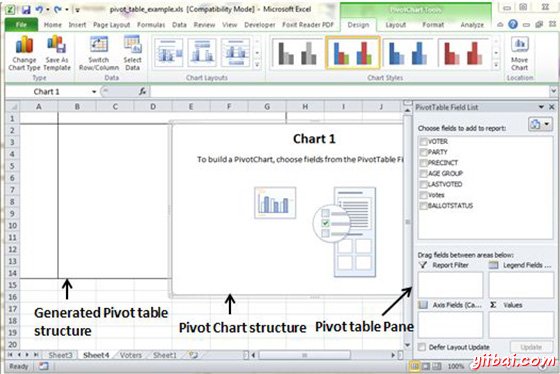 pivot_table_example.xls [Compatibility Mode] - Microsoft Excel
PivotChart Tools
File Home Insert Page Layout Formulas Data Review View Developer Foxit Reader PDF Design Layout Format Analyze
Change Chart Type
Save As Template
Switch Row/Column
Select Data
Move Chart
Type Data Chart Layouts Chart Styles Location
Chart 1
fx
A B C D E F G H I J
1
2
3
4
5
6
7
8
9
10
11
12
13
14
15
16
17
18
19
20
Chart 1
To build a PivotChart, choose fields from the PivotTable Fi
PivotTable Field List
Choose fields to add to report:
VOTER
PARTY
PRECINCT
AGE GROUP
LASTVOTED
Votes
BALLOTSTATUS
Drag fields between areas below:
Report Filter
Legend Fields ...
Axis Fields (Ca...
Σ Values
Defer Layout Update
Update
Generated Pivot table
structure
Pivot Chart structure
Pivot table Pane
Sheet3 Sheet4 Voters Sheet1
Ready
100%
yiibai.com